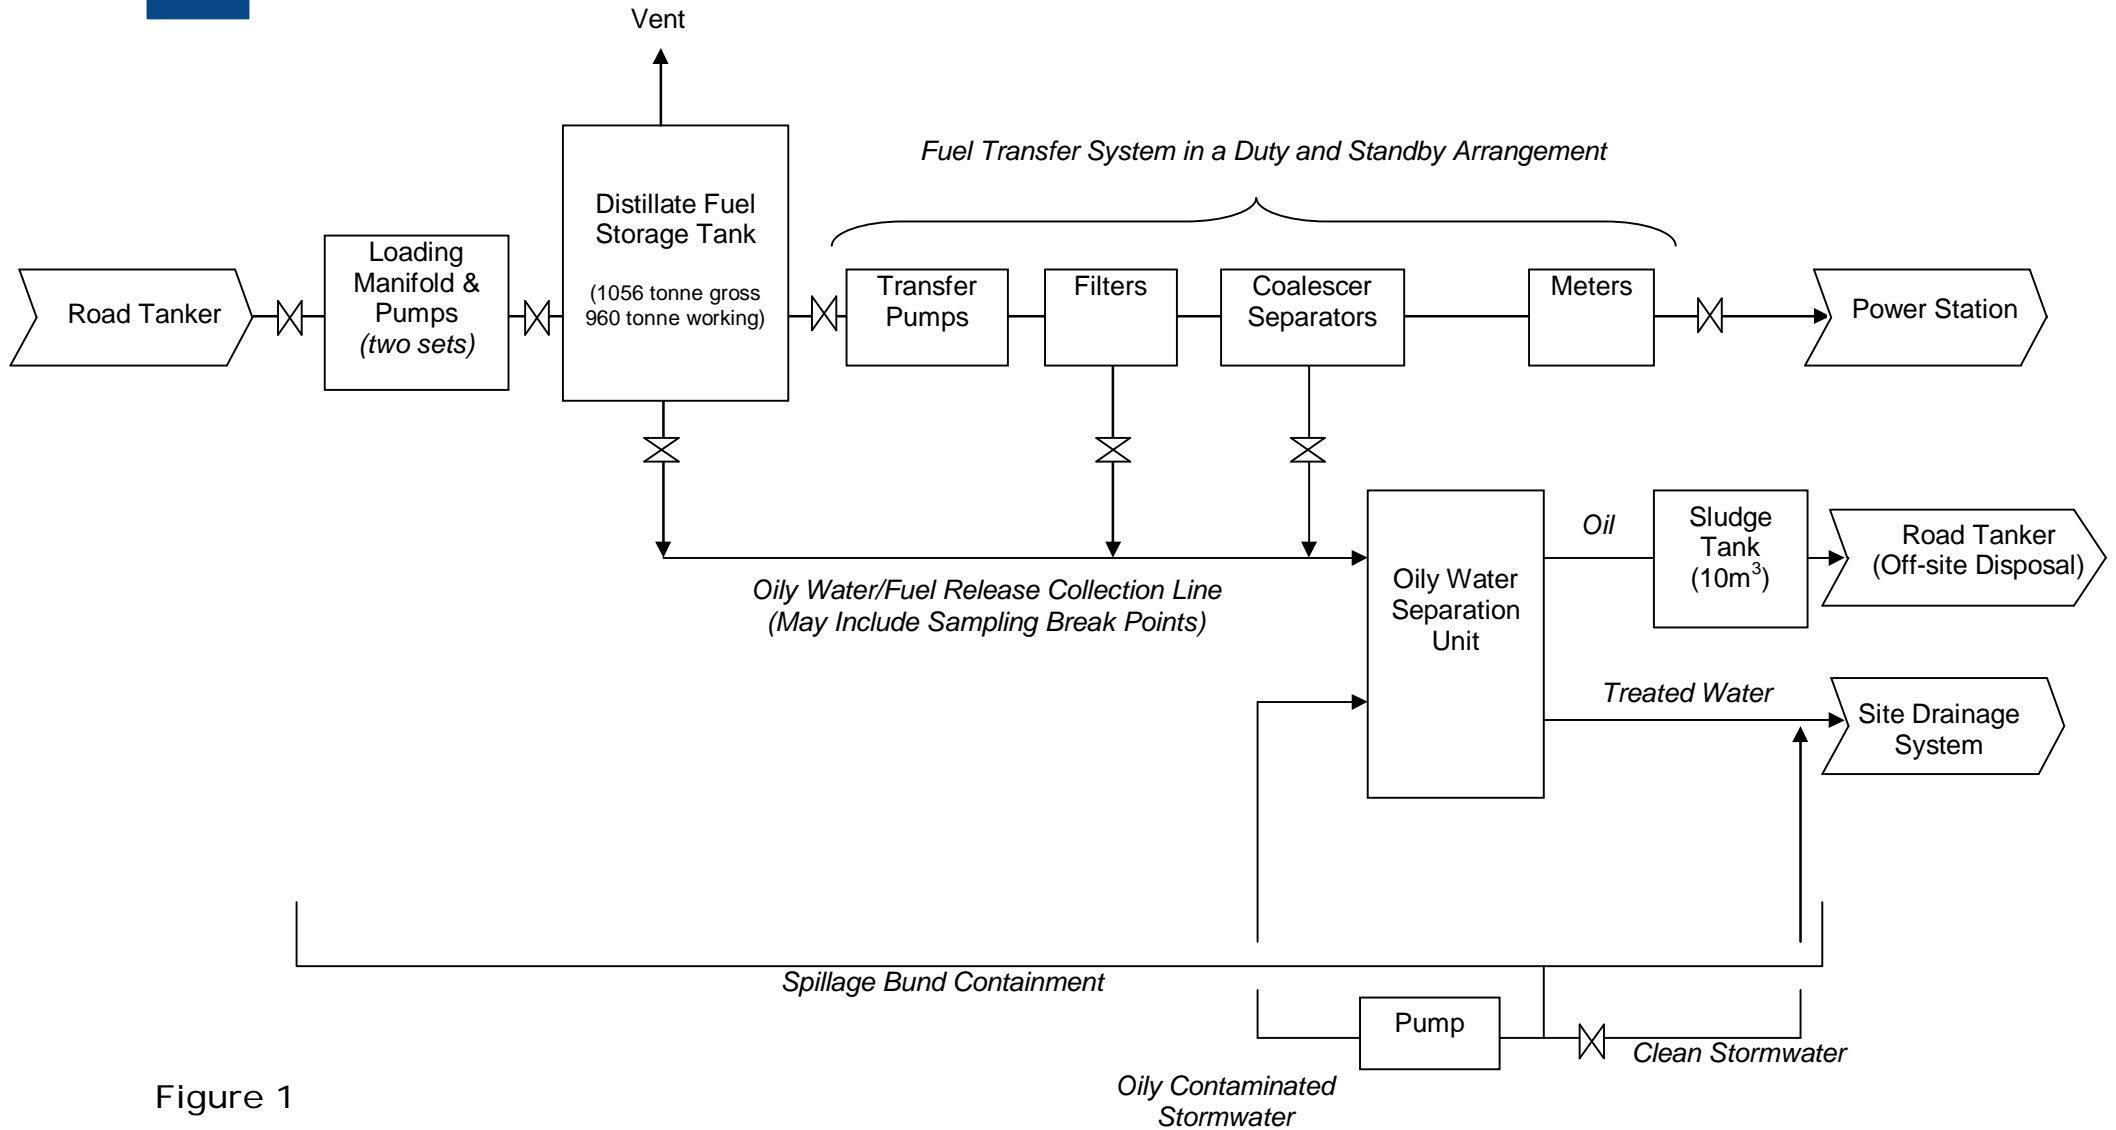 Vent
Fuel Transfer System in a Duty and Standby Arrangement
Distillate Fuel
Storage Tank
(1056 tonne gross
960 tonne working)
Road Tanker
Loading
Manifold &
Pumps
(two sets)
Transfer
Pumps
Filters
Coalescer
Separators
Meters
Power Station
Oily Water/Fuel Release Collection Line
(May Include Sampling Break Points)
Oily Water
Separation
Unit
Oil
Sludge
Tank
(10m³)
Road Tanker
(Off-site Disposal)
Treated Water
Site Drainage
System
Spillage Bund Containment
Pump
Clean Stormwater
Oily Contaminated
Stormwater
Figure 1